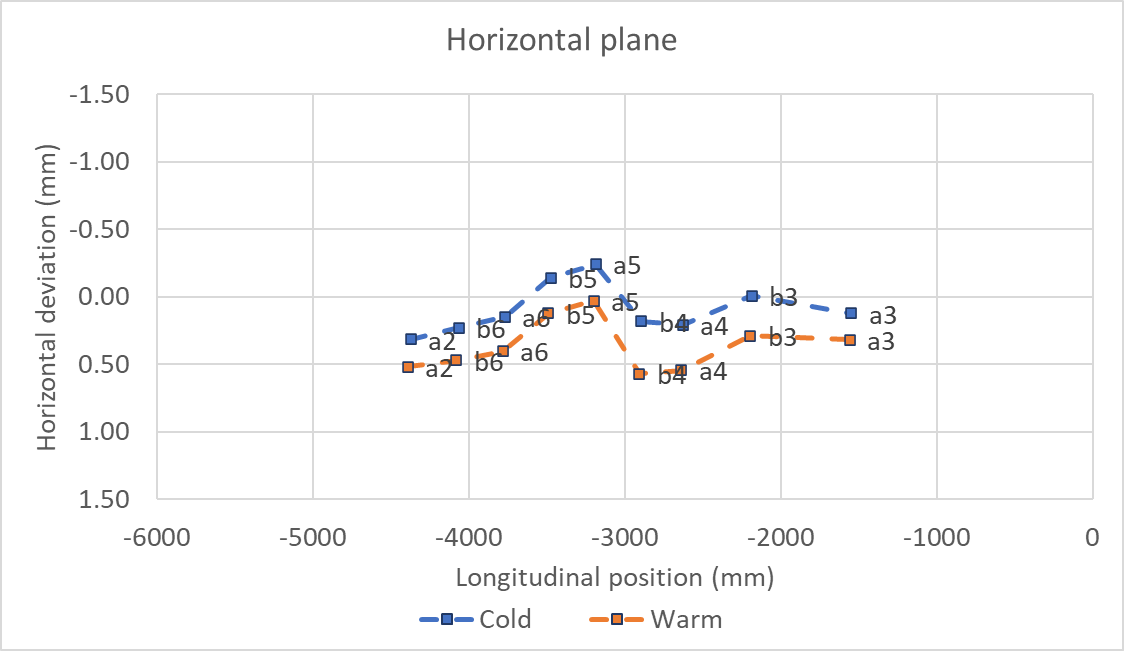 Horizontal plane
Horizontal deviation (mm)
-1.50
-1.00
-0.50
0.00
0.50
1.00
1.50
a5
b5
b3
a5
a3
b5
a6
b4
a4
b6
a2
b3
a3
a6
b6
a2
b4
a4
-6000 -5000 -4000 -3000 -2000 -1000 0
Longitudinal position (mm)
Cold Warm